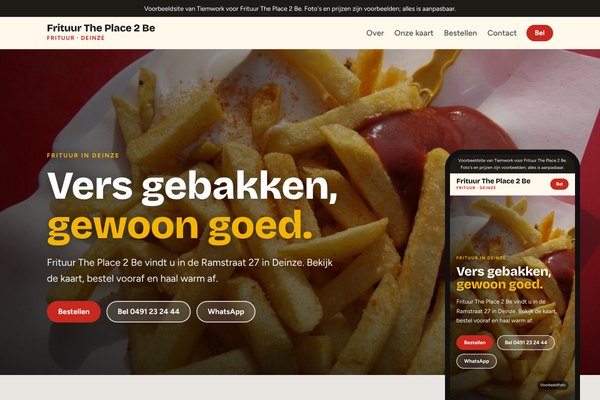 Voorbeeldsite van Tiemwork voor Frituur The Place 2 Be. Foto's en prijzen zijn voorbeelden; alles is aanpasbaar.
Frituur The Place 2 Be
FRITUUR · DEINZE
Over
Onze kaart
Bestellen
Contact
Bel
FRITUUR IN DEINZE
Vers gebakken,
gewoon goed.
Frituur The Place 2 Be vindt u in de Ramstraat 27 in Deinze. Bekijk
de kaart, bestel vooraf en haal warm af.
Bestellen
Bel 0491 23 24 44
WhatsApp
Voorbeeldsite van Tiemwork voor Frituur The Place 2 Be.
Foto's en prijzen zijn voorbeelden; alles is aanpasbaar.
Frituur The Place 2 Be
FRITUUR · DEINZE
Bel
FRITUUR IN DEINZE
Vers gebakken,
gewoon goed.
Frituur The Place 2 Be vindt u in de
Ramstraat 27 in Deinze. Bekijk de kaart,
bestel vooraf en haal warm af.
Bestellen
Bel 0491 23 24 44
WhatsApp
Voorbeeldfoto